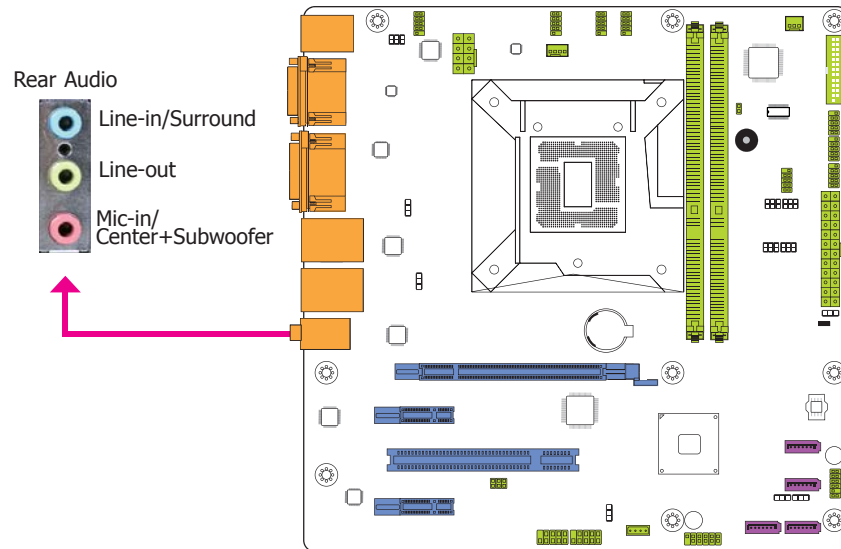 Rear Audio
Line-in/Surround
Line-out
Mic-in/
Center+Subwoofer